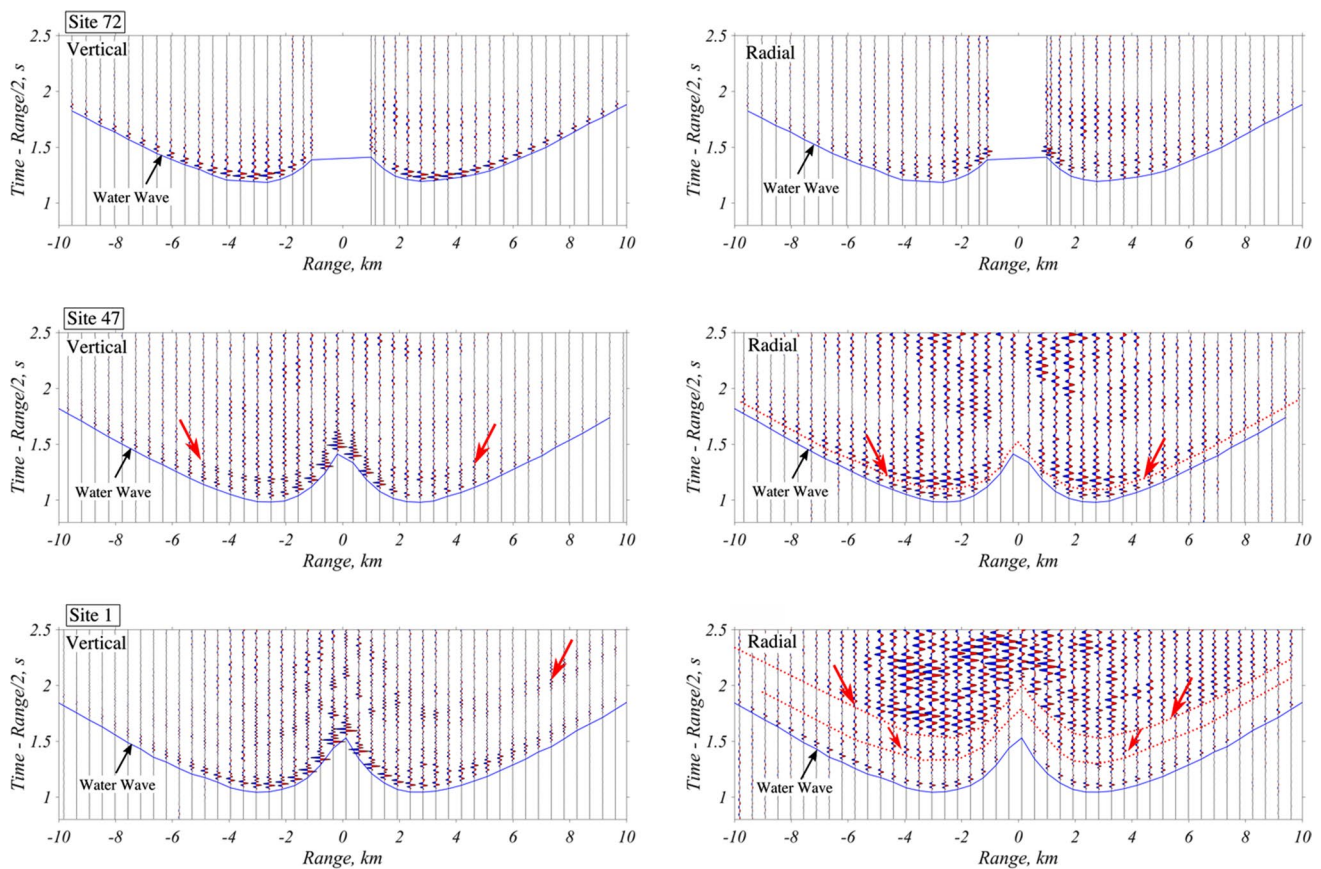 Site 72
Vertical
Radial
Time - Range/2, s
2.5
2
1.5
1
Water Wave
-10 -8 -6 -4 -2 0 2 4 6 8 10
Range, km
Time - Range/2, s
2.5
2
1.5
1
Water Wave
-10 -8 -6 -4 -2 0 2 4 6 8 10
Range, km
Site 47
Vertical
Radial
Time - Range/2, s
2.5
2
1.5
1
Water Wave
-10 -8 -6 -4 -2 0 2 4 6 8 10
Range, km
Time - Range/2, s
2.5
2
1.5
1
Water Wave
-10 -8 -6 -4 -2 0 2 4 6 8 10
Range, km
Site 1
Vertical
Radial
Time - Range/2, s
2.5
2
1.5
1
Water Wave
-10 -8 -6 -4 -2 0 2 4 6 8 10
Range, km
Time - Range/2, s
2.5
2
1.5
1
Water Wave
-10 -8 -6 -4 -2 0 2 4 6 8 10
Range, km